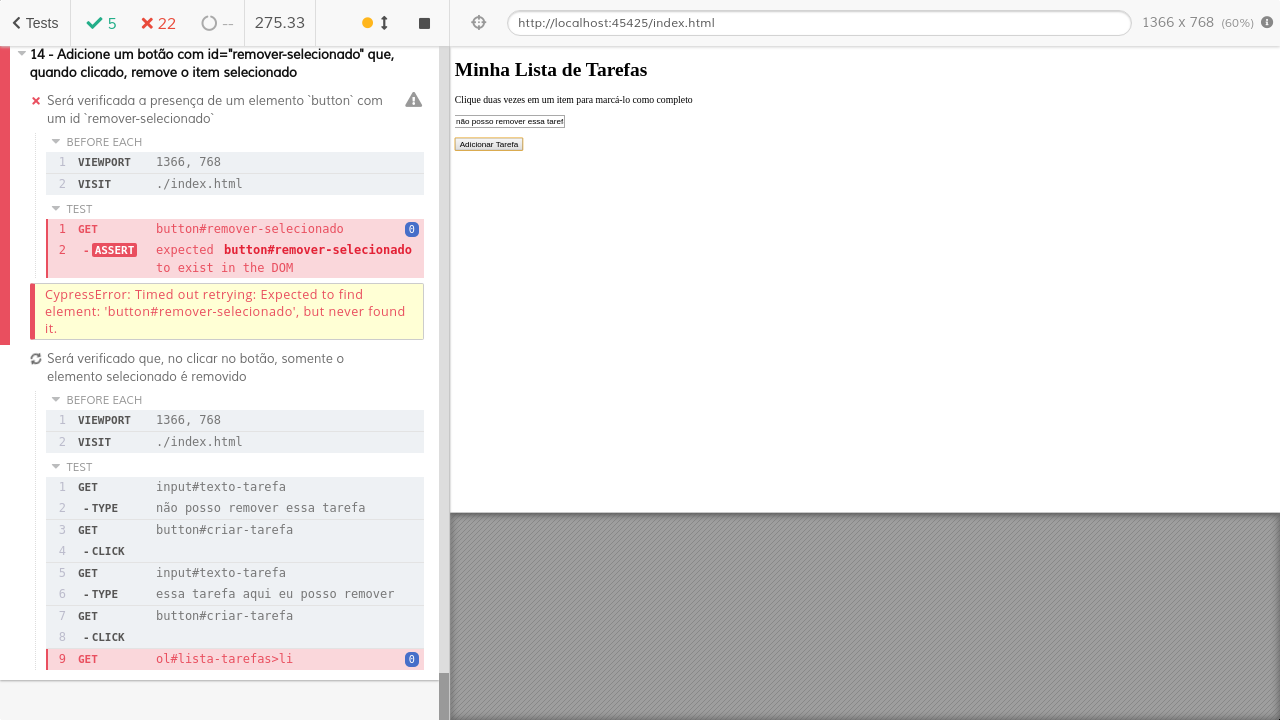 Tests
5
22
--
275.33
http://localhost:45425/index.html
1366 x 768 (60%)
14 - Adicione um botão com id="remover-selecionado" que,
quando clicado, remove o item selecionado
Será verificada a presença de um elemento `button` com
um id `remover-selecionado`
BEFORE EACH
1 VIEWPORT 1366, 768
2 VISIT ./index.html
TEST
1 GET button#remover-selecionado 0
2 - ASSERT expected button#remover-selecionado
to exist in the DOM
CypressError: Timed out retrying: Expected to find
element: 'button#remover-selecionado', but never found
it.
Será verificado que, no clicar no botão, somente o
elemento selecionado é removido
BEFORE EACH
1 VIEWPORT 1366, 768
2 VISIT ./index.html
TEST
1 GET input#texto-tarefa
2 - TYPE não posso remover essa tarefa
3 GET button#criar-tarefa
4 - CLICK
5 GET input#texto-tarefa
6 - TYPE essa tarefa aqui eu posso remover
7 GET button#criar-tarefa
8 - CLICK
9 GET ol#lista-tarefas>li 0
Minha Lista de Tarefas
Clique duas vezes em um item para marcá-lo como completo
não posso remover essa taref
Adicionar Tarefa